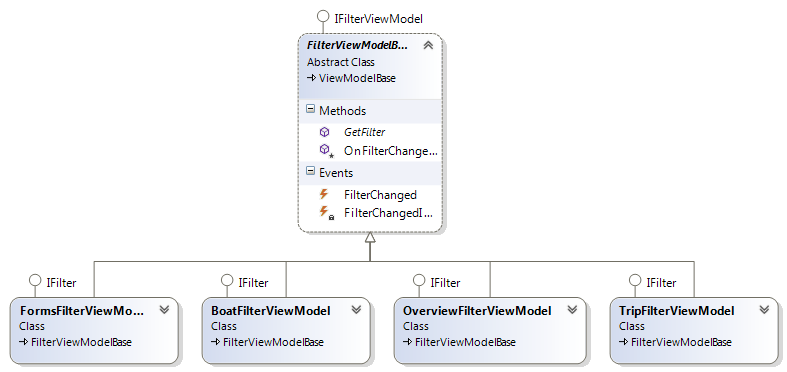 IFilterViewModel
FilterViewModelB...
Abstract Class
ViewModelBase
Methods
GetFilter
OnFilterChange...
Events
FilterChanged
FilterChangedI...
IFilter
IFilter
IFilter
IFilter
FormsFilterViewMo...
Class
FilterViewModelBase
BoatFilterViewModel
Class
FilterViewModelBase
OverviewFilterViewModel
Class
FilterViewModelBase
TripFilterViewModel
Class
FilterViewModelBase